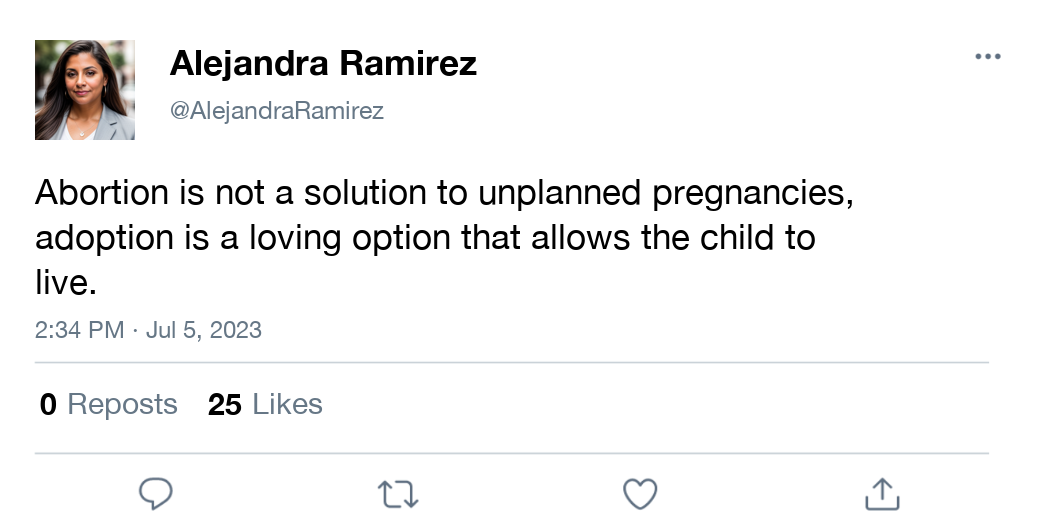 Alejandra Ramirez
@AlejandraRamirez
Abortion is not a solution to unplanned pregnancies,
adoption is a loving option that allows the child to
live.
2:34 PM · Jul 5, 2023
0 Reposts 25 Likes